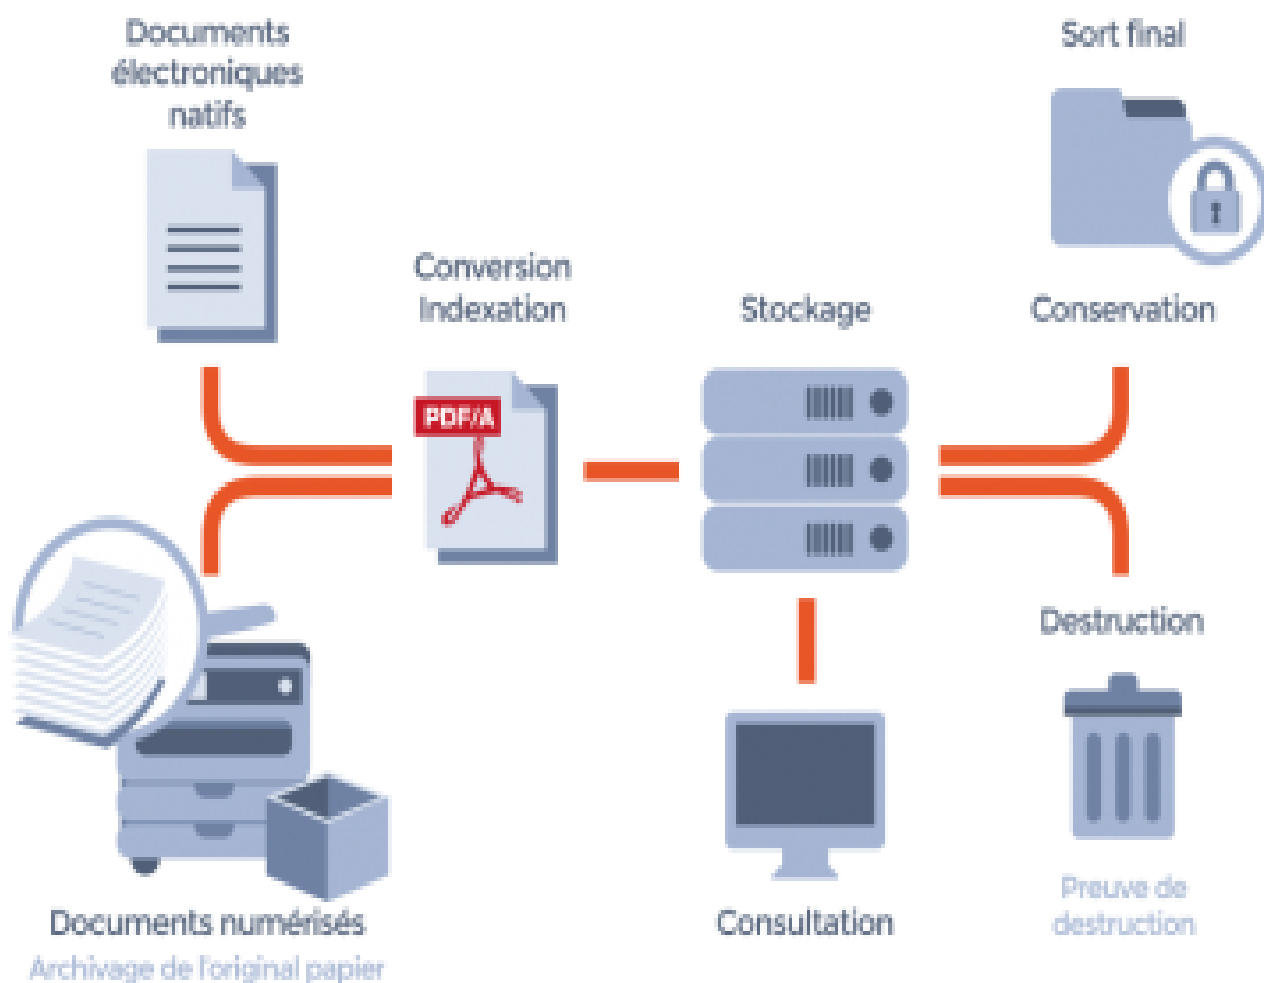 Documents
électroniques
natifs
Conversion
Indexation
PDF/A
Stockage
Sort final
Conservation
Documents numérisés
Archivage de l'original papier
Consultation
Destruction
Preuve de
destruction